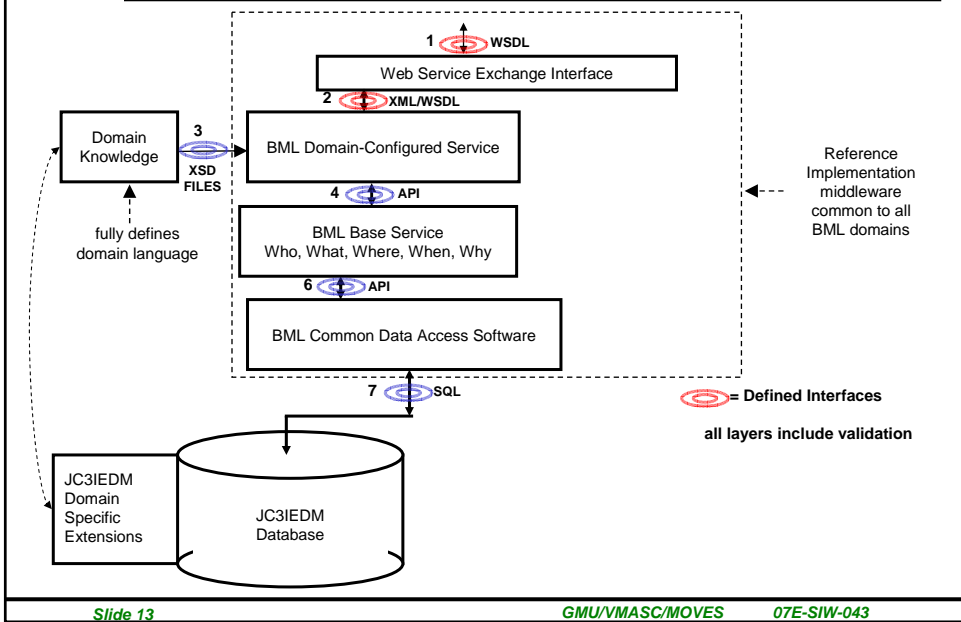 1
WSDL
Web Service Exchange Interface
2
XML/WSDL
Domain
Knowledge
3
XSD
FILES
BML Domain-Configured Service
Reference
Implementation
middleware
common to all
BML domains
4
API
fully defines
domain language
BML Base Service
Who, What, Where, When, Why
6
API
BML Common Data Access Software
7
SQL
= Defined Interfaces
all layers include validation
JC3IEDM
Domain
Specific
Extensions
JC3IEDM
Database
Slide 13
GMU/VMASC/MOVES 07E-SIW-043